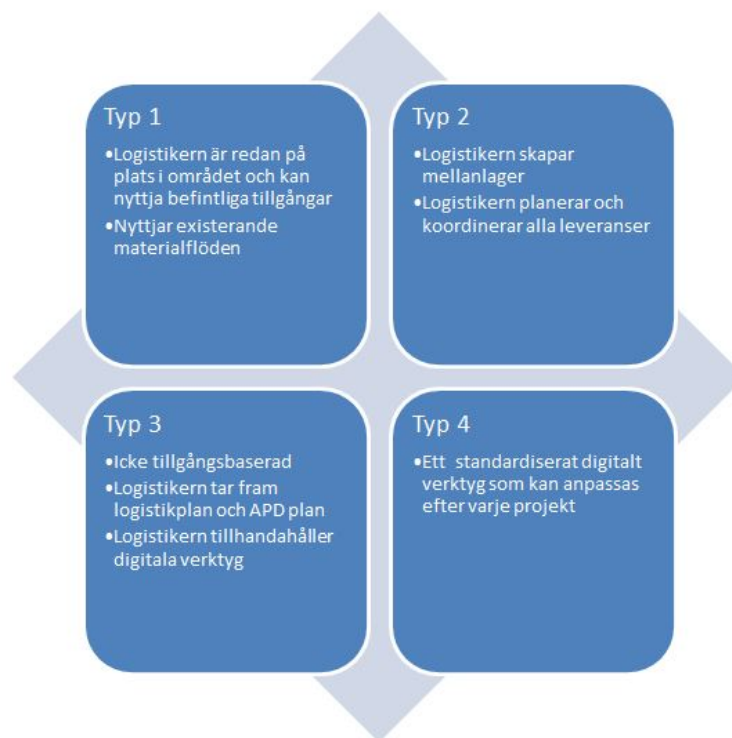 Typ 1
•Logistikern är redan på
plats i området och kan
nyttja befintliga tillgångar
•Nyttjar existerande
materialflöden
Typ 2
•Logistikern skapar
mellanlager
•Logistikern planerar och
koordinerar alla leveranser
Typ 3
•Icke tillgångsbaserad
•Logistikern tar fram
logistikplan och APD plan
•Logistikern tillhandahåller
digitala verktyg
Typ 4
•Ett standardiserat digitalt
verktyg som kan anpassas
efter varje projekt